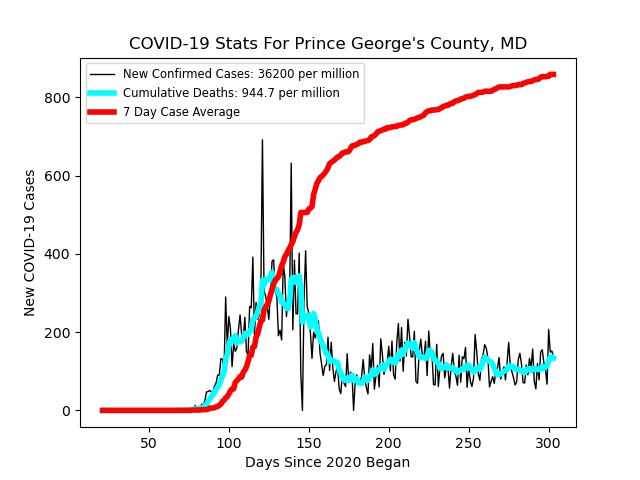 COVID-19 Stats For Prince George's County, MD
New Confirmed Cases: 36200 per million
Cumulative Deaths: 944.7 per million
7 Day Case Average
New COVID-19 Cases
800
600
400
200
0
50 100 150 200 250 300
Days Since 2020 Began